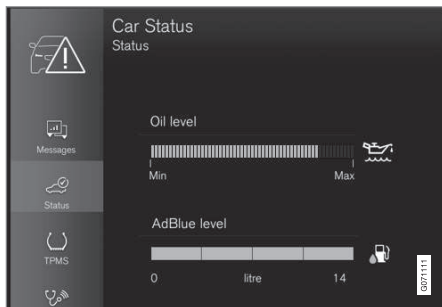 Car Status
Status
Messages
Status
TPMS
Oil level
Min Max
AdBlue level
0 litre 14
G071111